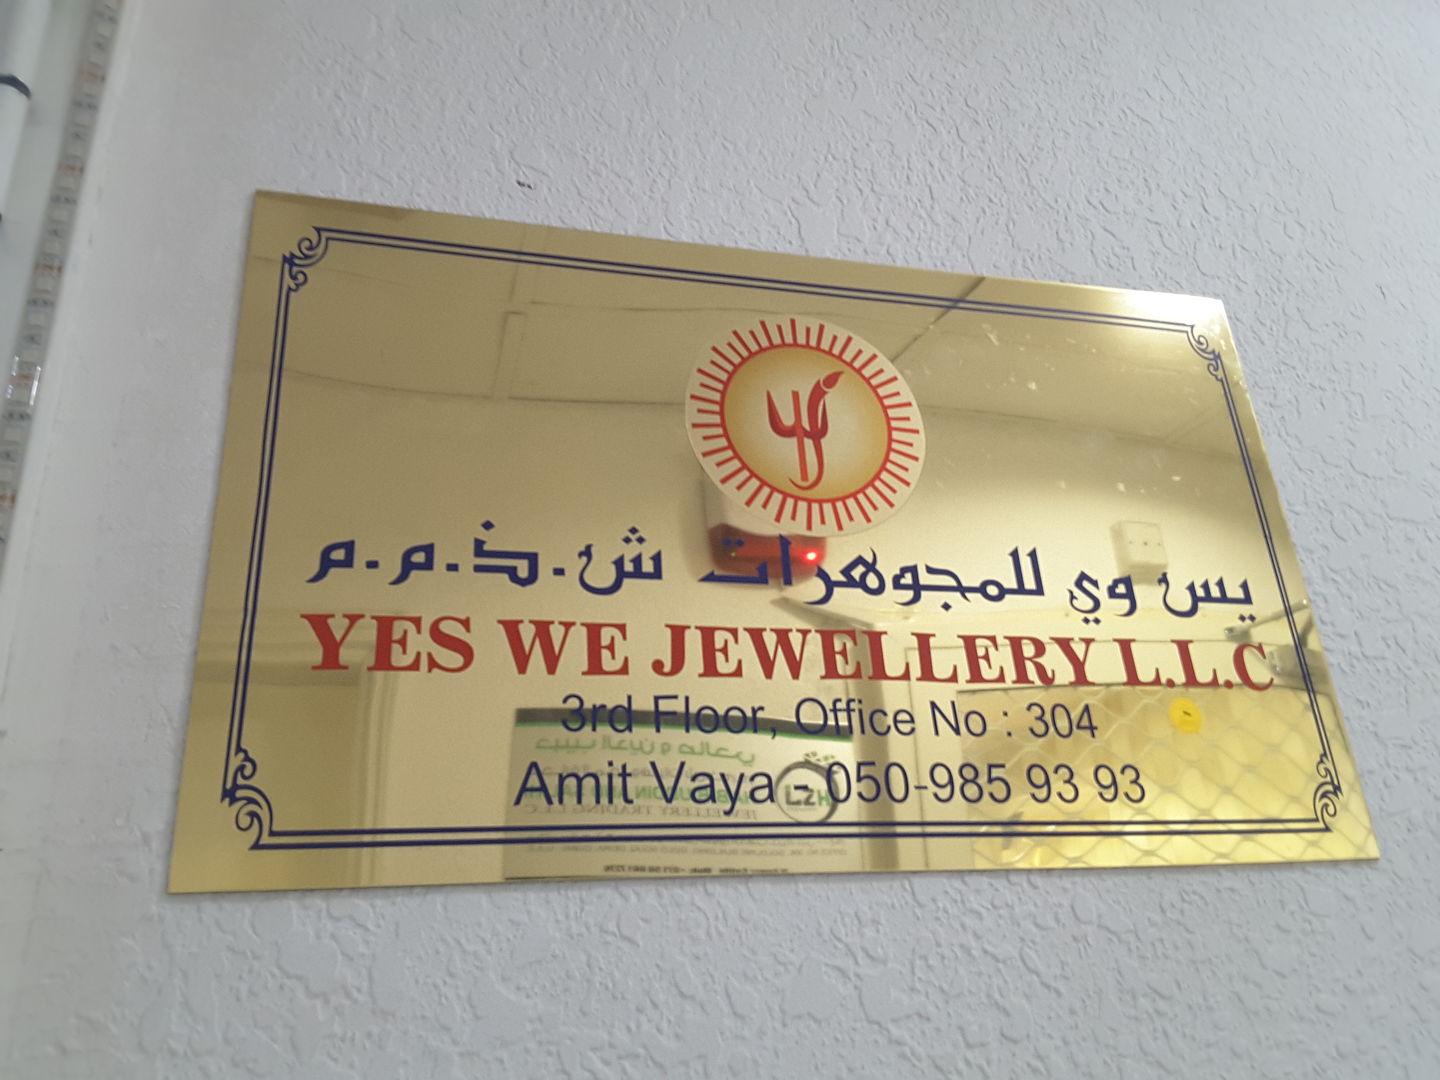 يس وي للمجوهرات ش.ذ.م.م
YES WE JEWELLERY L.L.C
3rd Floor, Office No : 304
Amit Vaya - 050-985 93 93